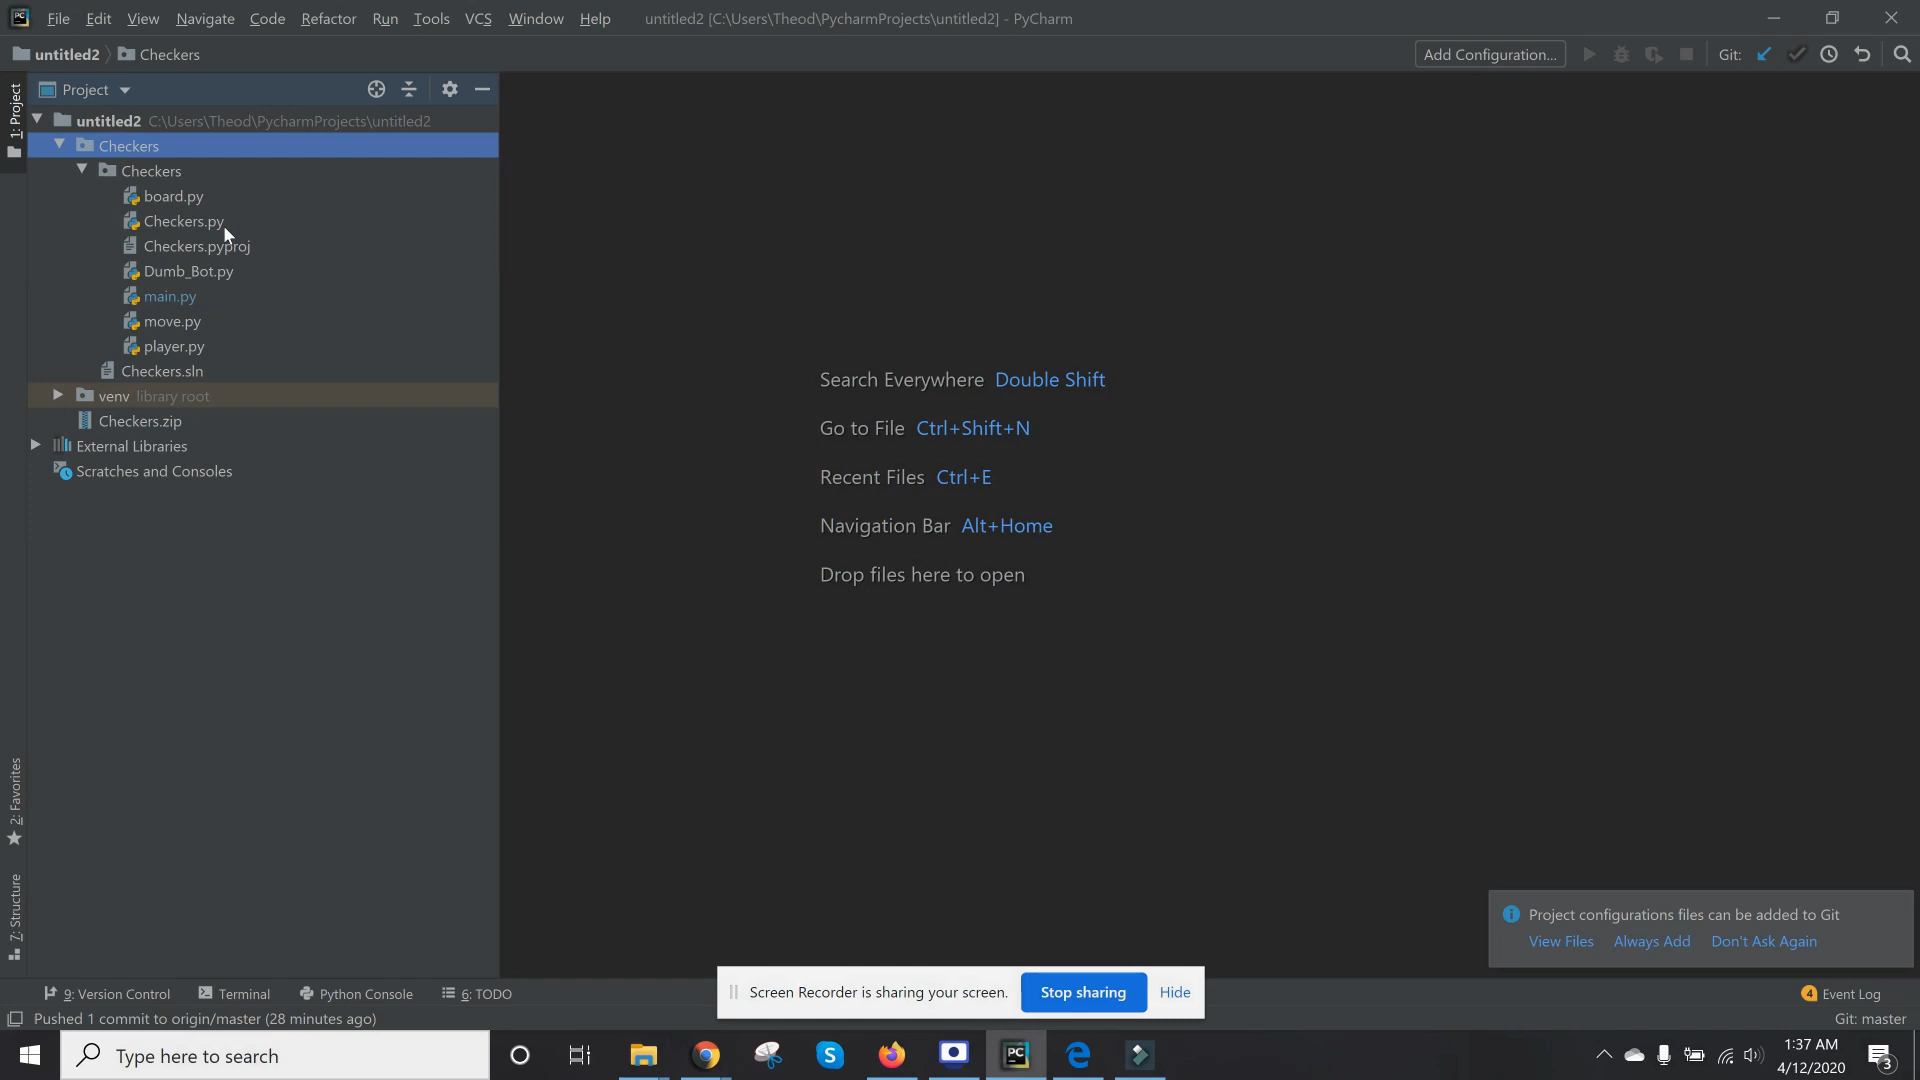 PC File Edit View Navigate Code Refactor Run Tools VCS Window Help untitled2 [C:\Users\Theod\PycharmProjects\untitled2] - PyCharm
untitled2 Checkers Add Configuration... Git:
Project
1: Project
untitled2 C:\Users\Theod\PycharmProjects\untitled2
Checkers
Checkers
board.py
Checkers.py
Checkers.pyproj
Dumb_Bot.py
main.py
move.py
player.py
Checkers.sln
venv library root
Checkers.zip
External Libraries
Scratches and Consoles
Search Everywhere Double Shift
Go to File Ctrl+Shift+N
Recent Files Ctrl+E
Navigation Bar Alt+Home
Drop files here to open
2: Favorites
7: Structure
Project configurations files can be added to Git
View Files Always Add Don't Ask Again
Screen Recorder is sharing your screen. Stop sharing Hide
9: Version Control Terminal Python Console 6: TODO
4 Event Log
Pushed 1 commit to origin/master (28 minutes ago)
Git: master
Type here to search
S
PC
1:37 AM
4/12/2020
3